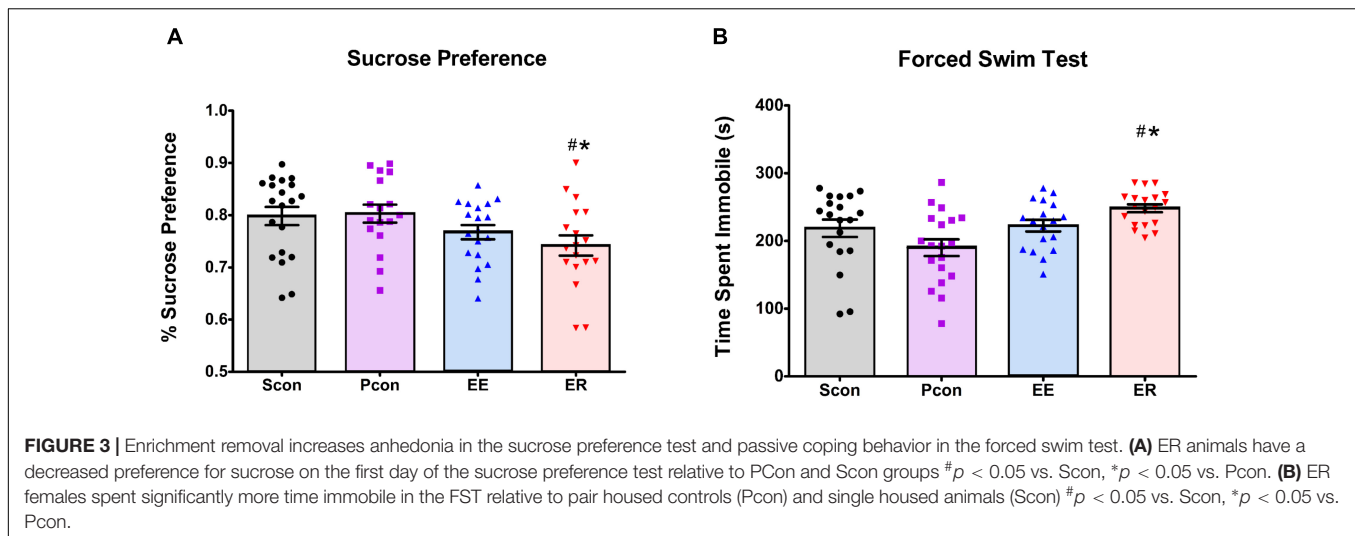 A
Sucrose Preference
% Sucrose Preference
1.0
0.9
0.8
0.7
0.6
0.5
#*
Scon Pcon EE ER
B
Forced Swim Test
Time Spent Immobile (s)
400
300
200
100
0
#*
Scon Pcon EE ER
FIGURE 3 | Enrichment removal increases anhedonia in the sucrose preference test and passive coping behavior in the forced swim test. (A) ER animals have a
decreased preference for sucrose on the first day of the sucrose preference test relative to PCon and Scon groups #p < 0.05 vs. Scon, *p < 0.05 vs. Pcon. (B) ER
females spent significantly more time immobile in the FST relative to pair housed controls (Pcon) and single housed animals (Scon) #p < 0.05 vs. Scon, *p < 0.05 vs.
Pcon.